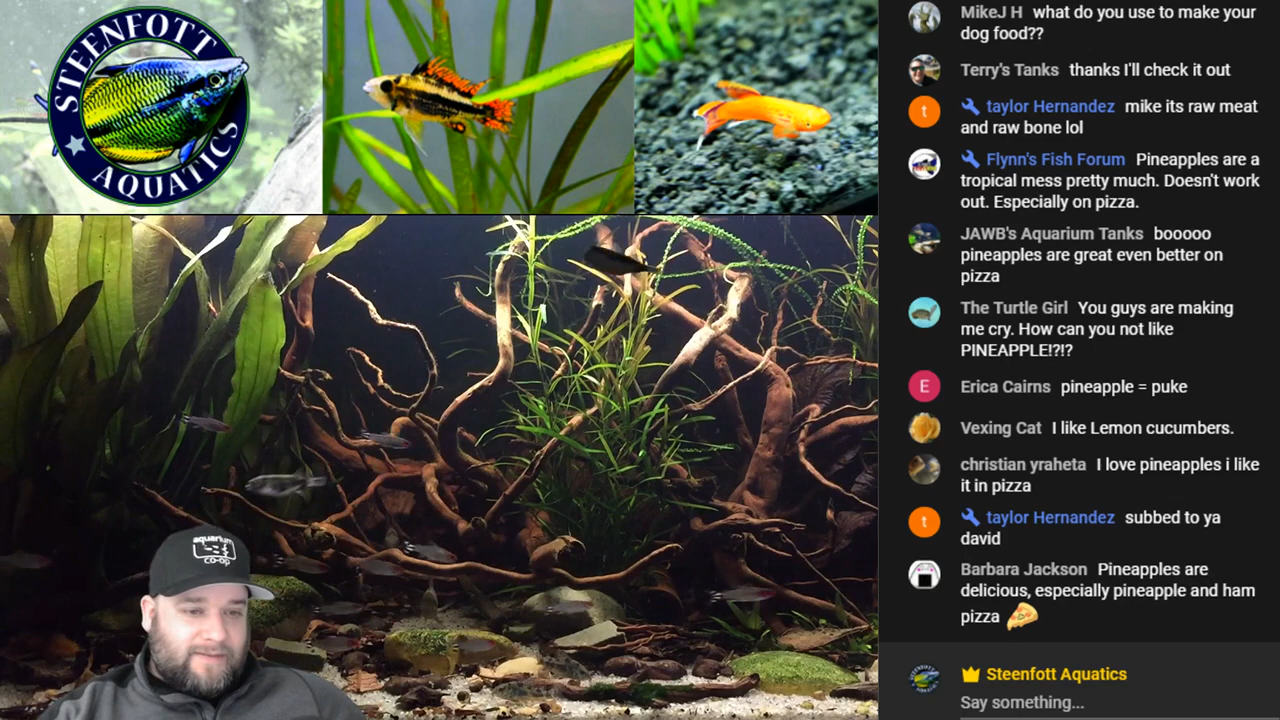 STEENFOTT
AQUATICS
aquarium
co-op
MikeJ H what do you use to make your
dog food??
Terry's Tanks thanks I'll check it out
t
taylor Hernandez mike its raw meat
and raw bone lol
Flynn's Fish Forum Pineapples are a
tropical mess pretty much. Doesn't work
out. Especially on pizza.
JAWB's Aquarium Tanks booooo
pineapples are great even better on
pizza
The Turtle Girl You guys are making
me cry. How can you not like
PINEAPPLE!?!?
E
Erica Cairns pineapple = puke
Vexing Cat I like Lemon cucumbers.
christian yraheta I love pineapples i like
it in pizza
t
taylor Hernandez subbed to ya
david
Barbara Jackson Pineapples are
delicious, especially pineapple and ham
pizza 🍕
Steenfott Aquatics
Say something...